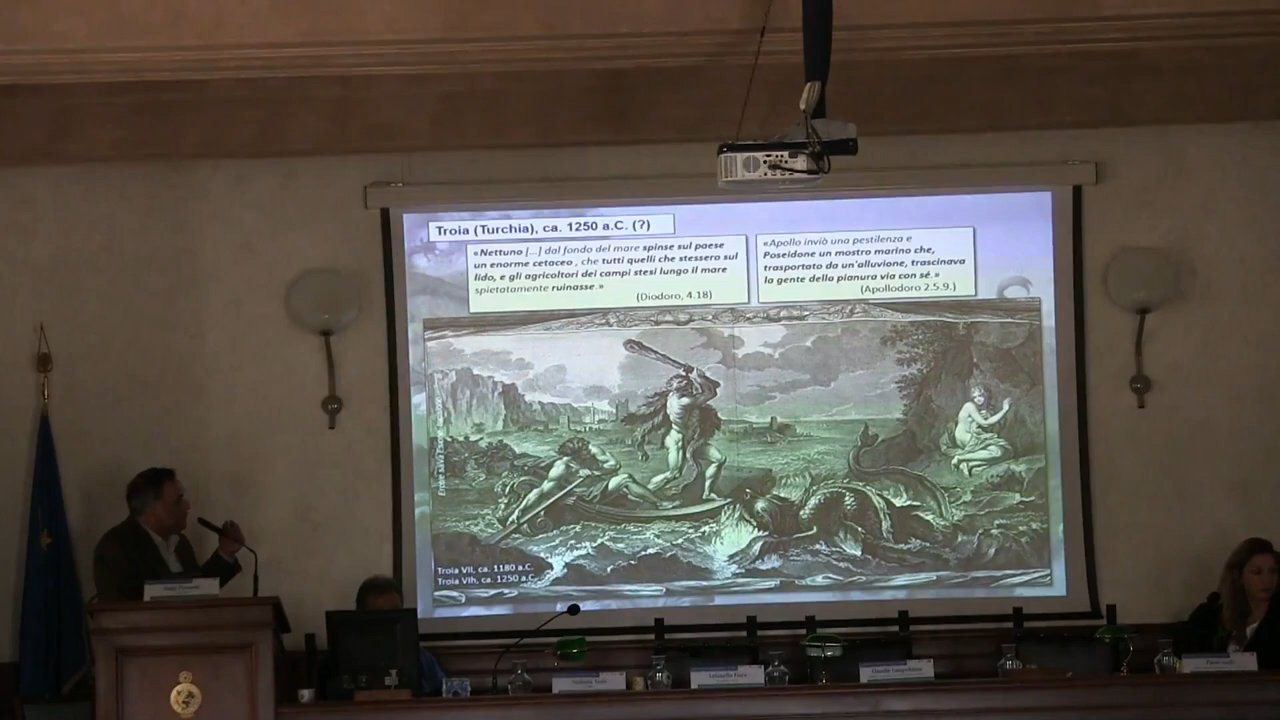 Troia (Turchia), ca. 1250 a.C. (?)
«Nettuno [...] dal fondo del mare spinse sul paese
un enorme cetaceo , che tutti quelli che stessero sul
lido, e gli agricoltori dei campi stesi lungo il mare
spietatamente ruinasse.»
(Diodoro, 4.18)
«Apollo inviò una pestilenza e
Poseidone un mostro marino che,
trasportato da un'alluvione, trascinava
la gente della pianura via con sé.»
(Apollodoro 2.5.9.)
Troia VII, ca. 1180 a.C.
Troia VIh, ca. 1250 a.C.